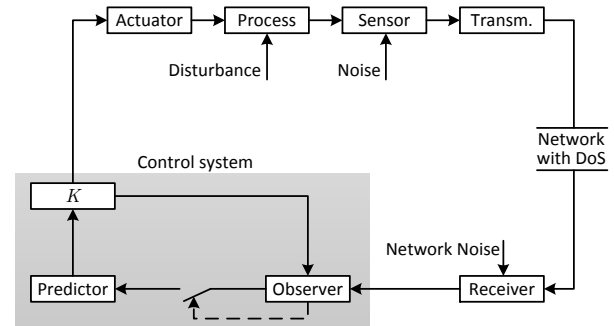 Actuator
Process
Sensor
Transm.
Disturbance
Noise
Network
with DoS
Control system
K
Network Noise
Predictor
Observer
Receiver